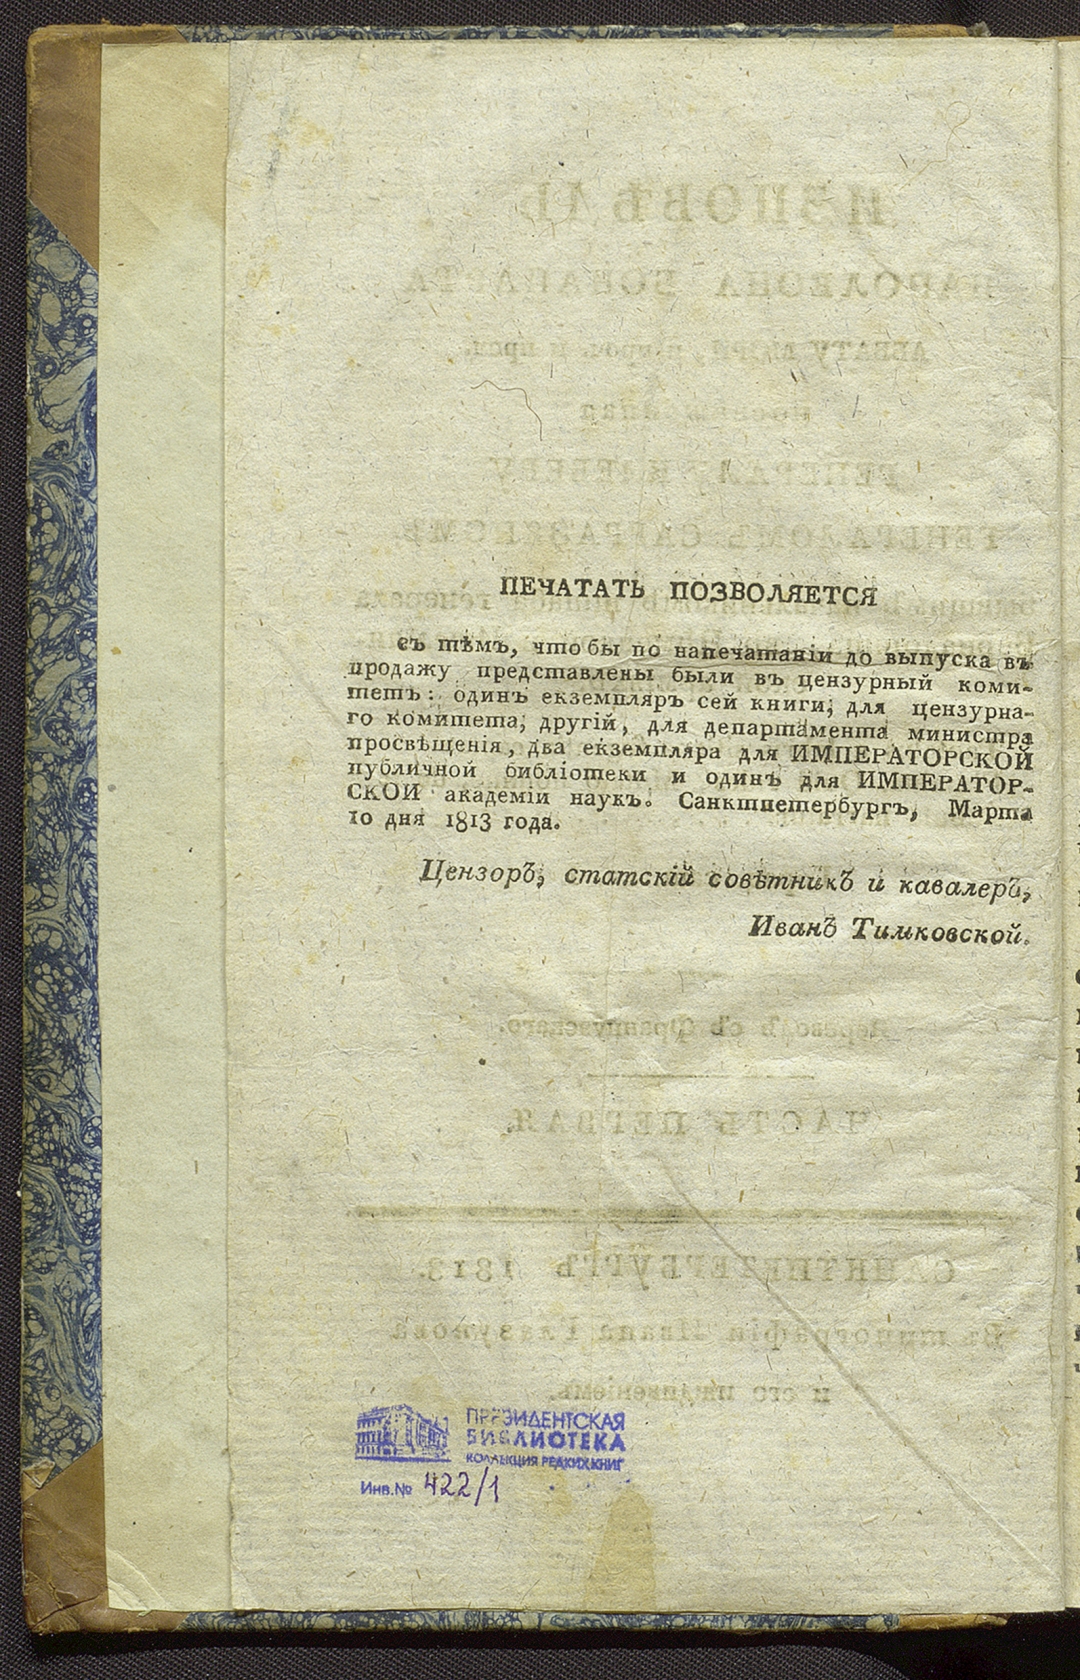 ПЕЧАТАТЬ ПОЗВОЛЯЕТСЯ
съ тѣмъ, что бы по напечатаніи до выпуска въ
продажу представлены были въ цензурный коми-
тетъ: одинъ екземпляръ сей книги, для цензурна-
го комитета, другій, для департамента министра
просвѣщенія, два екземпляра для ИМПЕРАТОРСКОЙ
публичной библіотеки и одинъ для ИМПЕРАТОР-
СКОЙ академіи наукъ. Санктпетербургъ, Марта
10 дня 1813 года.
Цензоръ, статскій совѣтникъ и кавалеръ,
Иванъ Тимковской.
ПРЕЗИДЕНТСКАЯ
БИБЛИОТЕКА
КОЛЛЕКЦИЯ РЕДКИХ КНИГ
Инв.№ 422/1